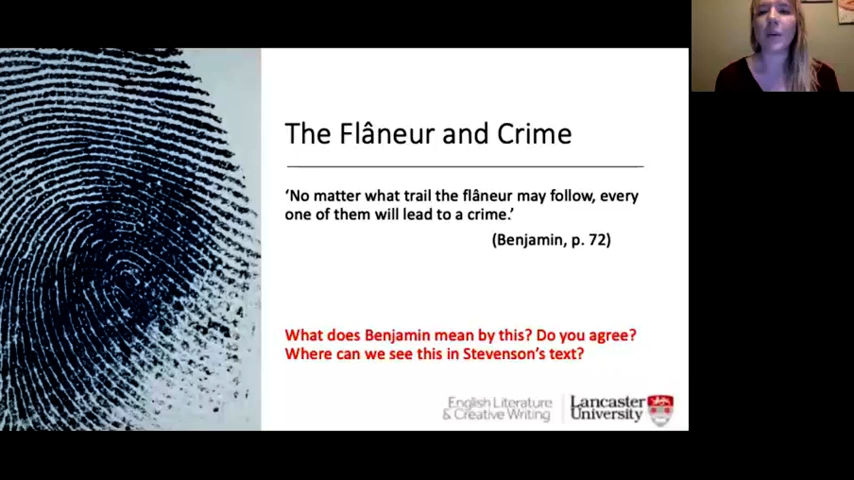 The Flâneur and Crime
‘No matter what trail the flâneur may follow, every
one of them will lead to a crime.’
(Benjamin, p. 72)
What does Benjamin mean by this? Do you agree?
Where can we see this in Stevenson’s text?
English Literature
& Creative Writing
Lancaster
University